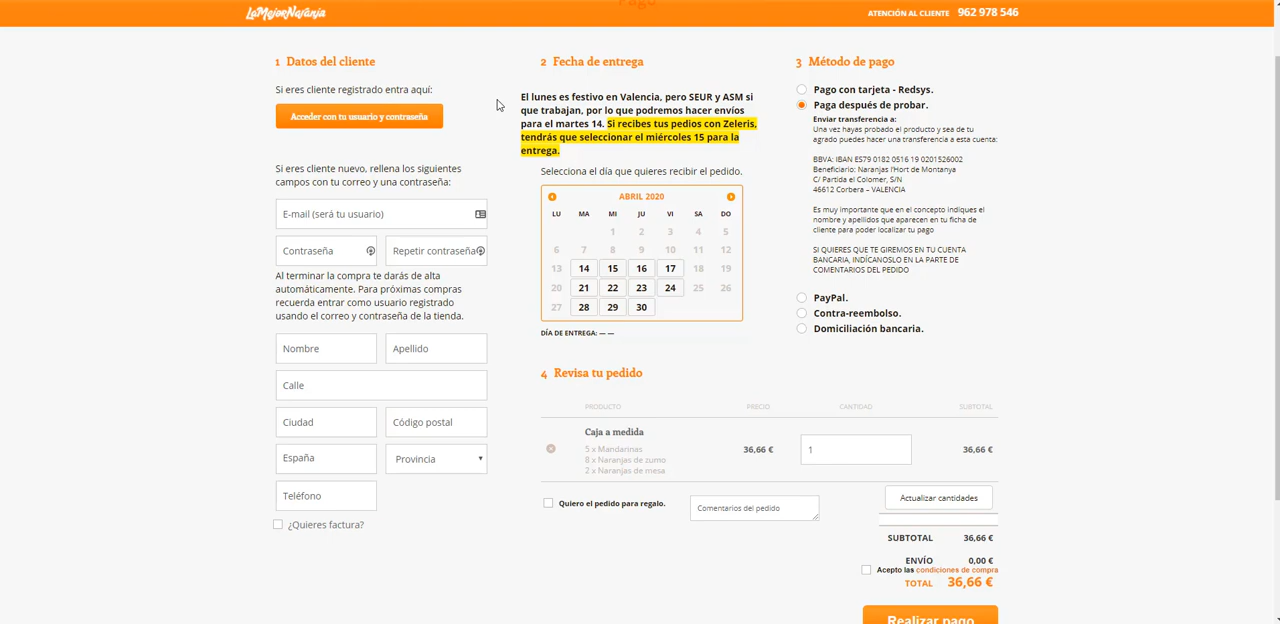 Pago
LaMejorNaranja
ATENCIÓN AL CLIENTE 962 978 546
1 Datos del cliente
Si eres cliente registrado entra aquí:
Acceder con tu usuario y contraseña
Si eres cliente nuevo, rellena los siguientes
campos con tu correo y una contraseña:
E-mail (será tu usuario)
Contraseña
Repetir contraseña
Al terminar la compra te darás de alta
automáticamente. Para próximas compras
recuerda entrar como usuario registrado
usando el correo y contraseña de la tienda.
Nombre
Apellido
Calle
Ciudad
Código postal
España
Provincia
Teléfono
¿Quieres factura?
2 Fecha de entrega
El lunes es festivo en Valencia, pero SEUR y ASM si
que trabajan, por lo que podremos hacer envíos
para el martes 14. Si recibes tus pedios con Zeleris,
tendrás que seleccionar el miércoles 15 para la
entrega.
Selecciona el día que quieres recibir el pedido.
ABRIL 2020
LU MA MI JU VI SA DO
1 2 3 4 5
6 7 8 9 10 11 12
13 14 15 16 17 18 19
20 21 22 23 24 25 26
27 28 29 30
DÍA DE ENTREGA: — —
3 Método de pago
Pago con tarjeta - Redsys.
Paga después de probar.
Enviar transferencia a:
Una vez hayas probado el producto y sea de tu
agrado puedes hacer una transferencia a esta cuenta:
BBVA: IBAN ES79 0182 0516 19 0201526002
Beneficiario: Naranjas l'Hort de Montanya
C/ Partida el Colomer, S/N
46612 Corbera – VALENCIA
Es muy importante que en el concepto indiques el
nombre y apellidos que aparecen en tu ficha de
cliente para poder localizar tu pago
SI QUIERES QUE TE GIREMOS EN TU CUENTA
BANCARIA, INDÍCANOSLO EN LA PARTE DE
COMENTARIOS DEL PEDIDO
PayPal.
Contra-reembolso.
Domiciliación bancaria.
4 Revisa tu pedido
PRODUCTO PRECIO CANTIDAD SUBTOTAL
Caja a medida
5 x Mandarinas
8 x Naranjas de zumo
2 x Naranjas de mesa
36,66 € 1 36,66 €
Quiero el pedido para regalo.
Comentarios del pedido
Actualizar cantidades
SUBTOTAL 36,66 €
ENVÍO 0,00 €
Acepto las condiciones de compra
TOTAL 36,66 €
Realizar pago